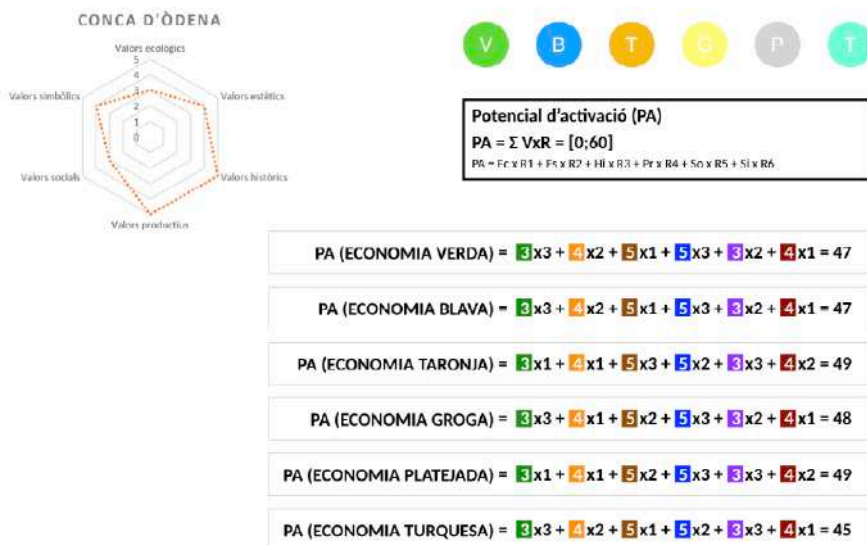 CONCA D'ÒDENA
Valors ecològics
Valors estètics
Valors històrics
Valors productius
Valors socials
Valors simbòlics
5
4
3
2
1
0
V B T G P T
Potencial d'activació (PA)
PA = Σ VxR = [0;60]
PA = Ec x R1 + Es x R2 + Hi x R3 + Pr x R4 + So x R5 + Si x R6
PA (ECONOMIA VERDA) = 3x3 + 4x2 + 5x1 + 5x3 + 3x2 + 4x1 = 47
PA (ECONOMIA BLAVA) = 3x3 + 4x2 + 5x1 + 5x3 + 3x2 + 4x1 = 47
PA (ECONOMIA TARONJA) = 3x1 + 4x1 + 5x3 + 5x2 + 3x3 + 4x2 = 49
PA (ECONOMIA GROGA) = 3x3 + 4x1 + 5x2 + 5x3 + 3x2 + 4x1 = 48
PA (ECONOMIA PLATEJADA) = 3x1 + 4x1 + 5x2 + 5x3 + 3x3 + 4x2 = 49
PA (ECONOMIA TURQUESA) = 3x3 + 4x2 + 5x1 + 5x2 + 3x3 + 4x1 = 45